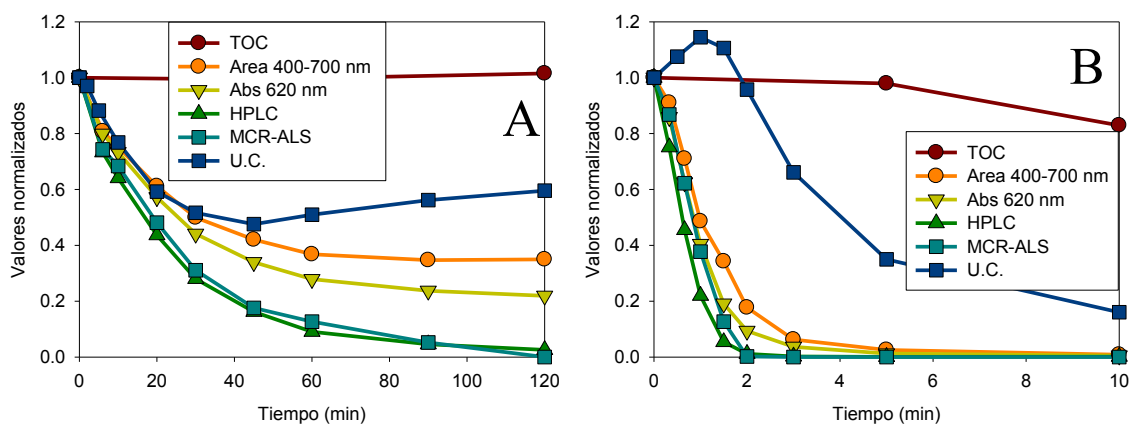 1.2
1.0
0.8
0.6
0.4
0.2
0.0
Valores normalizados
0 20 40 60 80 100 120
Tiempo (min)
TOC
Area 400-700 nm
Abs 620 nm
HPLC
MCR-ALS
U.C.
A
1.2
1.0
0.8
0.6
0.4
0.2
0.0
Valores normalizados
0 2 4 6 8 10
Tiempo (min)
B
TOC
Area 400-700 nm
Abs 620 nm
HPLC
MCR-ALS
U.C.